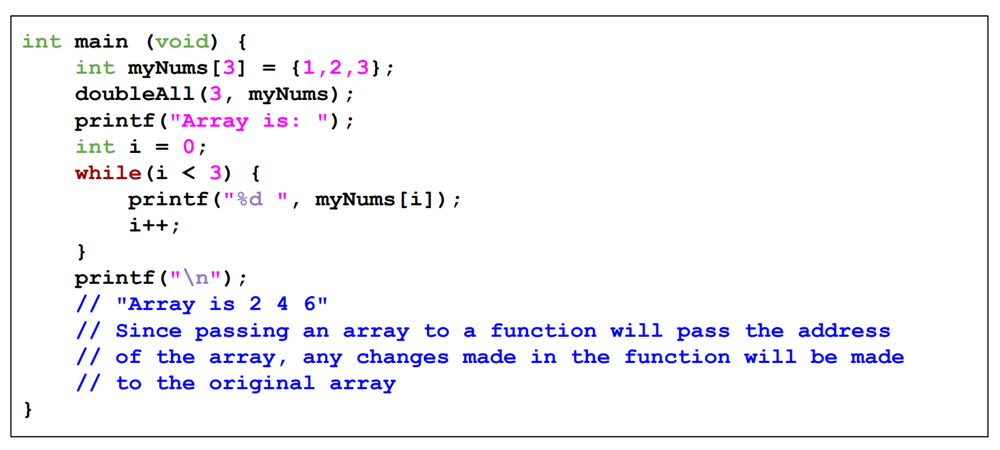 int main (void) {
    int myNums[3] = {1,2,3};
    doubleAll(3, myNums);
    printf("Array is: ");
    int i = 0;
    while(i < 3) {
        printf("%d ", myNums[i]);
        i++;
    }
    printf("\n");
    // "Array is 2 4 6"
    // Since passing an array to a function will pass the address
    // of the array, any changes made in the function will be made
    // to the original array
}